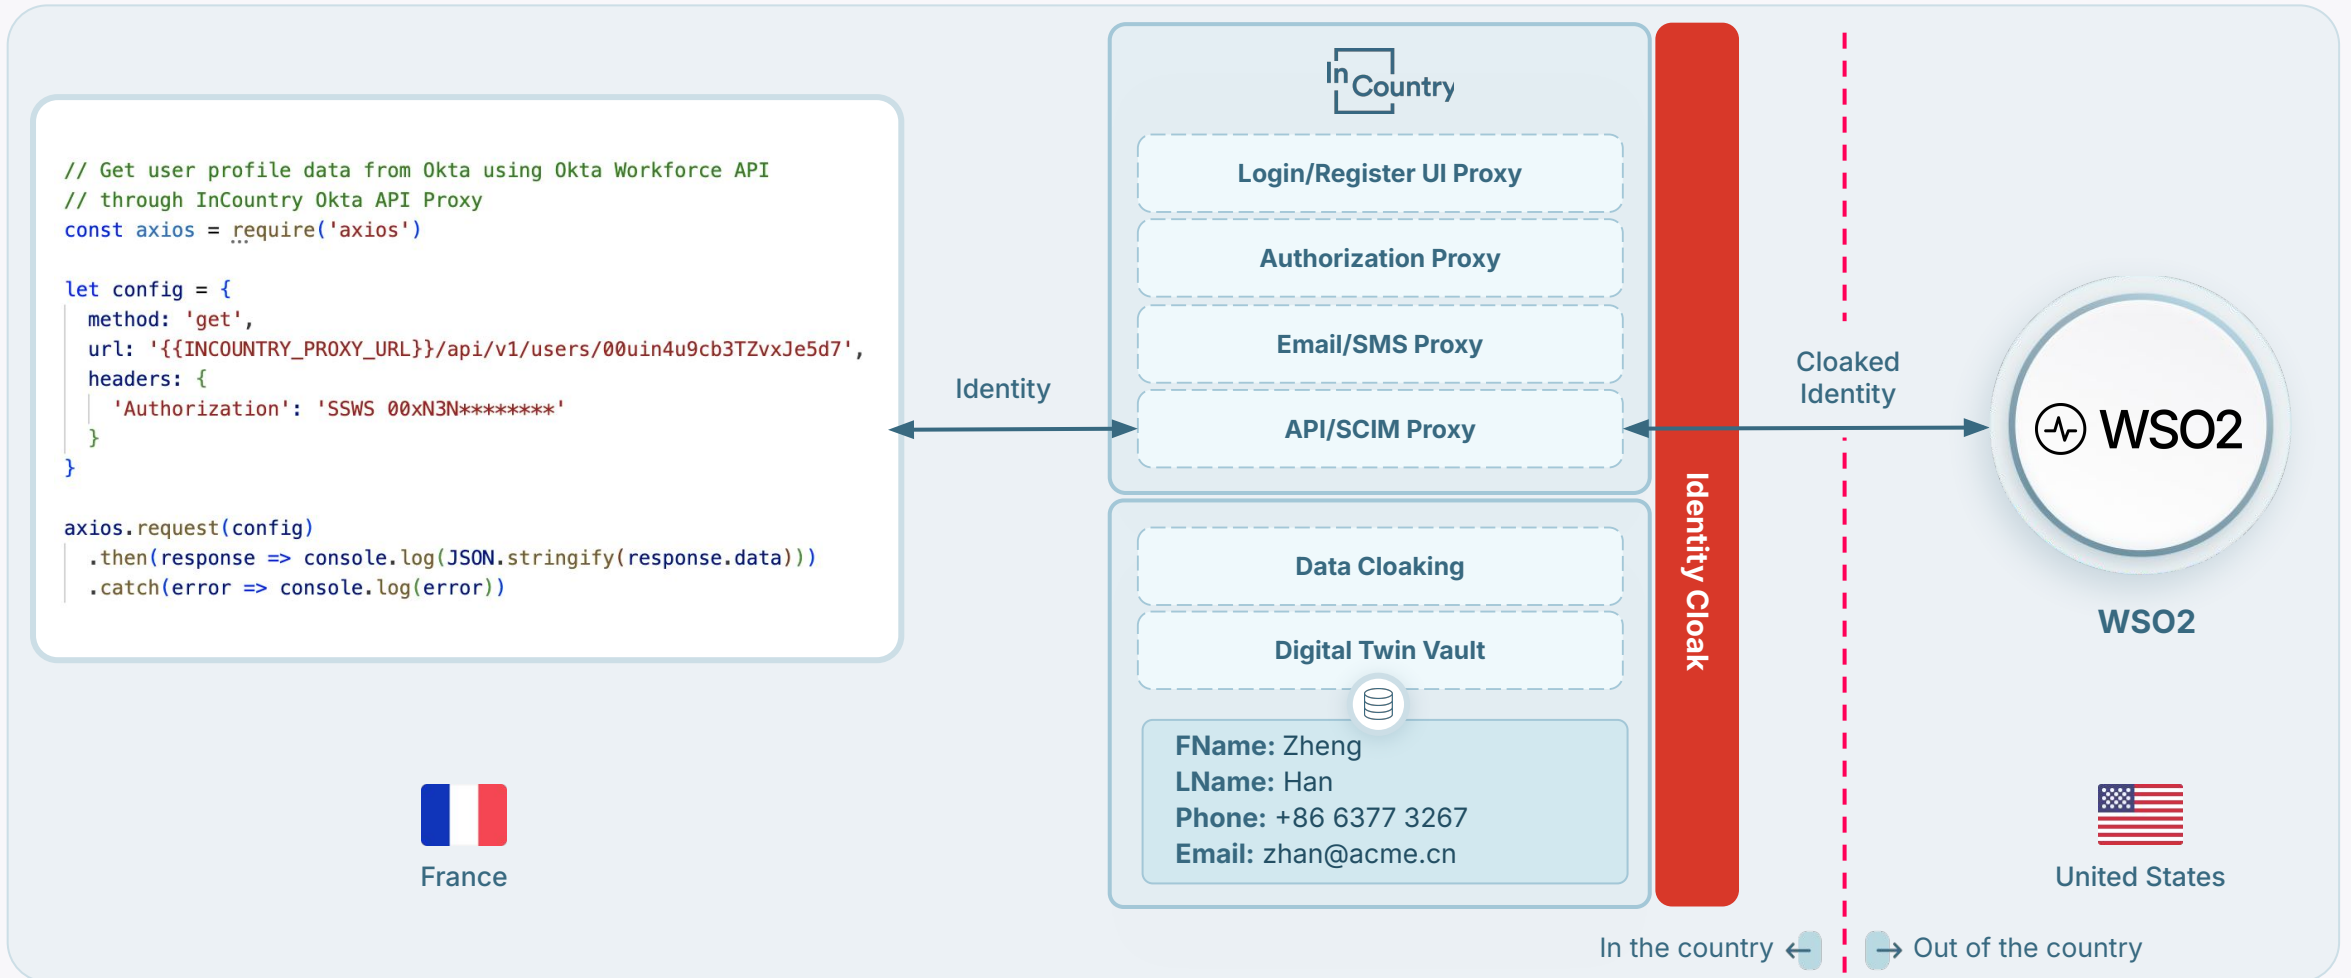 // Get user profile data from Okta using Okta Workforce API
// through InCountry Okta API Proxy
const axios = require('axios')
let config = {
method: 'get',
url: '{{INCOUNTRY_PROXY_URL}}/api/v1/users/00uin4u9cb3TZvxJe5d7',
headers: {
'Authorization': 'SSWS 00xN3N********'
}
}
axios.request(config)
.then(response => console.log(JSON.stringify(response.data)))
.catch(error => console.log(error))
France
Identity
In
Country
Login/Register UI Proxy
Authorization Proxy
Email/SMS Proxy
API/SCIM Proxy
Data Cloaking
Digital Twin Vault
FName: Zheng
LName: Han
Phone: +86 6377 3267
Email: zhan@acme.cn
Identity Cloak
Cloaked
Identity
WSO2
WSO2
United States
In the country
Out of the country